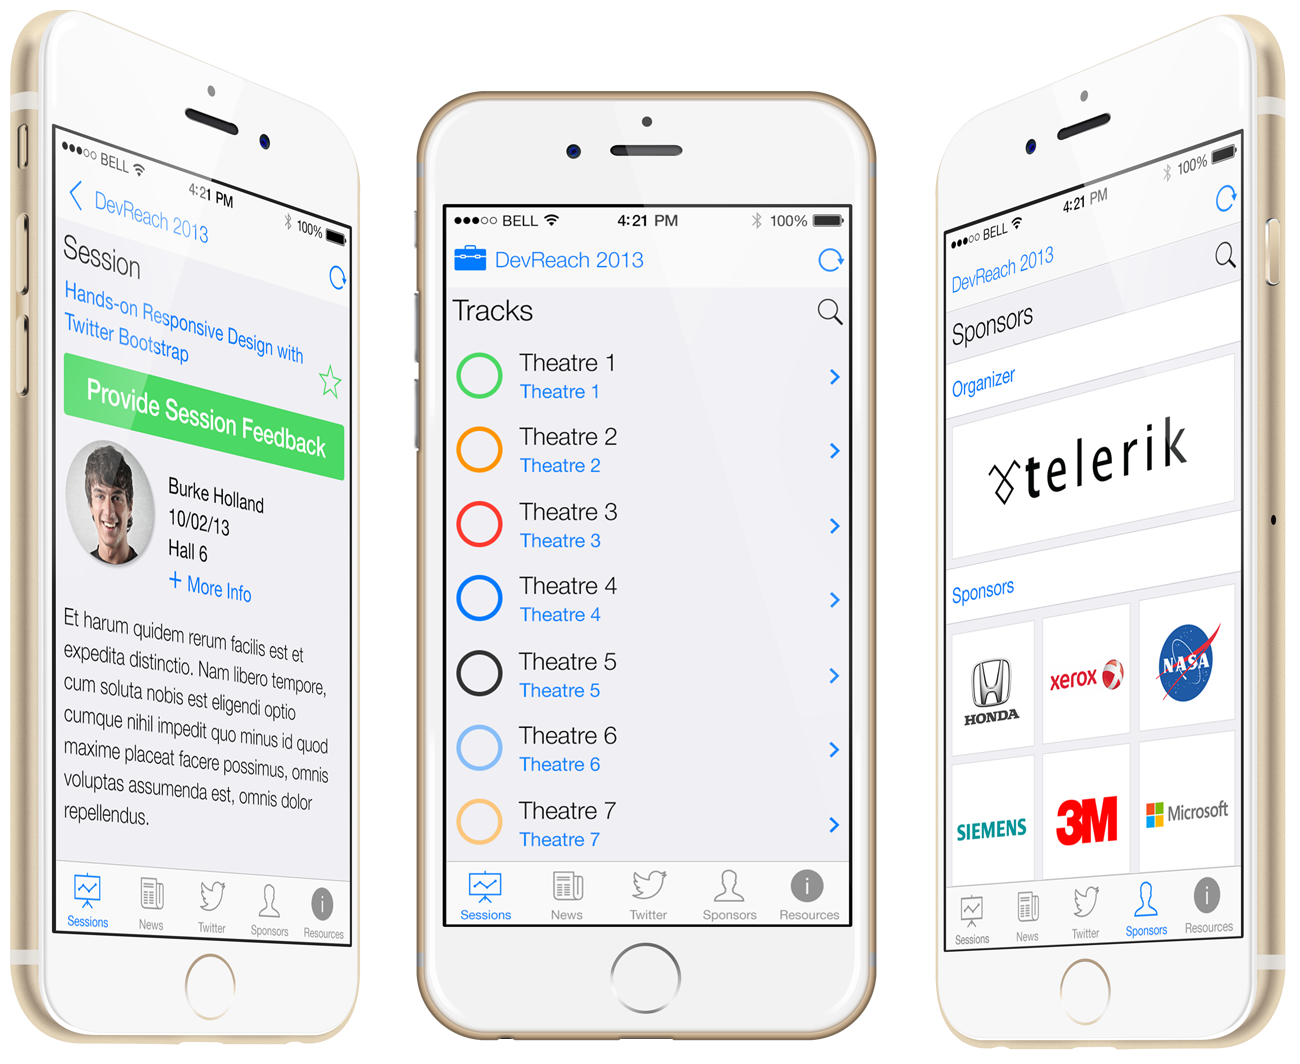 BELL
4:21 PM
100%
DevReach 2013
Session
Hands-on Responsive Design with
Twitter Bootstrap
Provide Session Feedback
Burke Holland
10/02/13
Hall 6
+ More Info
Et harum quidem rerum facilis est et
expedita distinctio. Nam libero tempore,
cum soluta nobis est eligendi optio
cumque nihil impedit quo minus id quod
maxime placeat facere possimus, omnis
voluptas assumenda est, omnis dolor
repellendus.
Sessions
News
Twitter
Sponsors
Resources
BELL
4:21 PM
100%
DevReach 2013
Tracks
Theatre 1
Theatre 1
Theatre 2
Theatre 2
Theatre 3
Theatre 3
Theatre 4
Theatre 4
Theatre 5
Theatre 5
Theatre 6
Theatre 6
Theatre 7
Theatre 7
Sessions
News
Twitter
Sponsors
Resources
BELL
4:21 PM
100%
DevReach 2013
Sponsors
Organizer
telerik
Sponsors
HONDA
xerox
NASA
SIEMENS
3M
Microsoft
Sessions
News
Twitter
Sponsors
Resources